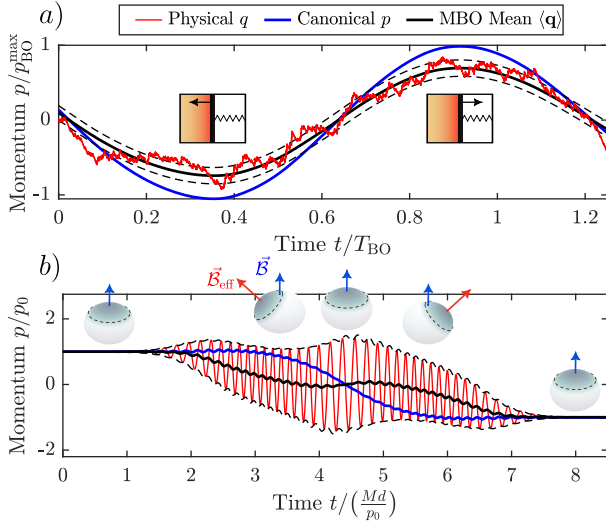 Physical q Canonical p MBO Mean ⟨q⟩
a)
Momentum p/p_BO^max
1
0
-1
0 0.2 0.4 0.6 0.8 1 1.2
Time t/T_BO
b)
B⃗_eff B⃗
Momentum p/p_0
2
0
-2
0 1 2 3 4 5 6 7 8
Time t/(Md/p_0)